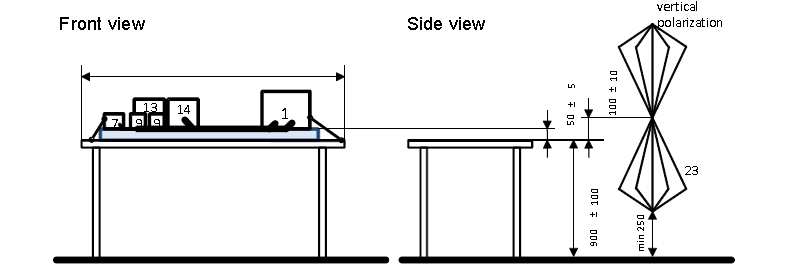 Front view
Side view
vertical
polarization
13
14
7
9
9
1
50 ± 5
100 ± 10
23
900 ± 100
min 250